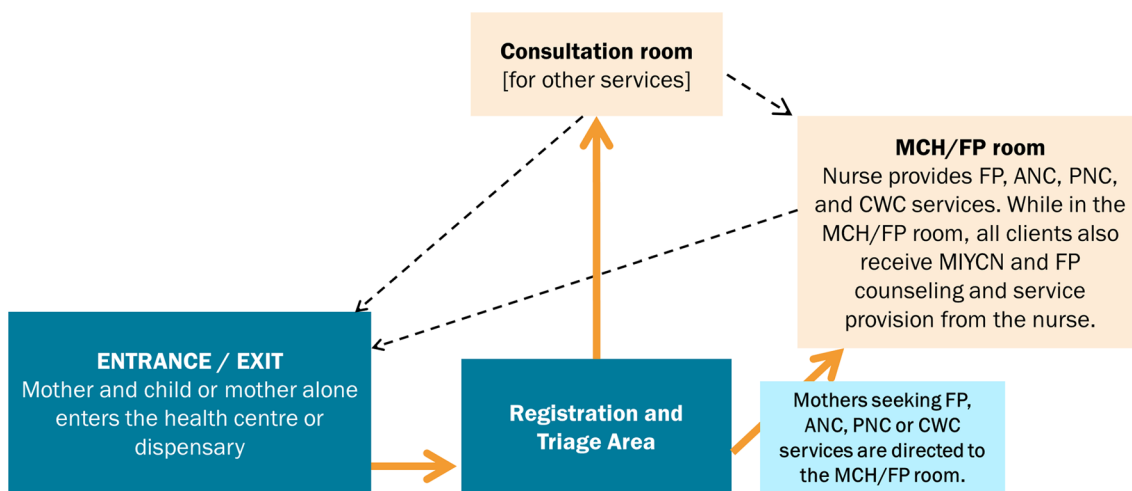 Consultation room
[for other services]
MCH/FP room
Nurse provides FP, ANC, PNC,
and CWC services. While in the
MCH/FP room, all clients also
receive MIYCN and FP
counseling and service
provision from the nurse.
ENTRANCE / EXIT
Mother and child or mother alone
enters the health centre or
dispensary
Registration and
Triage Area
Mothers seeking FP,
ANC, PNC or CWC
services are directed to
the MCH/FP room.